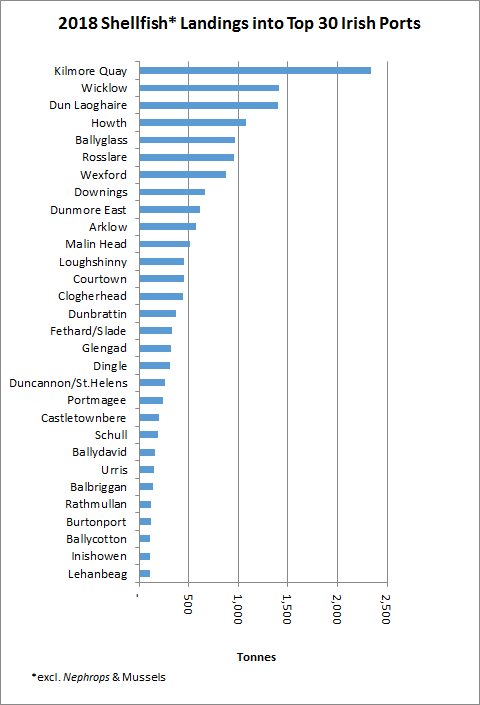 2018 Shellfish* Landings into Top 30 Irish Ports
Kilmore Quay
Wicklow
Dun Laoghaire
Howth
Ballyglass
Rosslare
Wexford
Downings
Dunmore East
Arklow
Malin Head
Loughshinny
Courtown
Clogherhead
Dunbrattin
Fethard/Slade
Glengad
Dingle
Duncannon/St.Helens
Portmagee
Castletownbere
Schull
Ballydavid
Urris
Balbriggan
Rathmullan
Burtonport
Ballycotton
Inishowen
Lehanbeag
-
500
1,000
1,500
2,000
2,500
Tonnes
*excl. Nephrops & Mussels